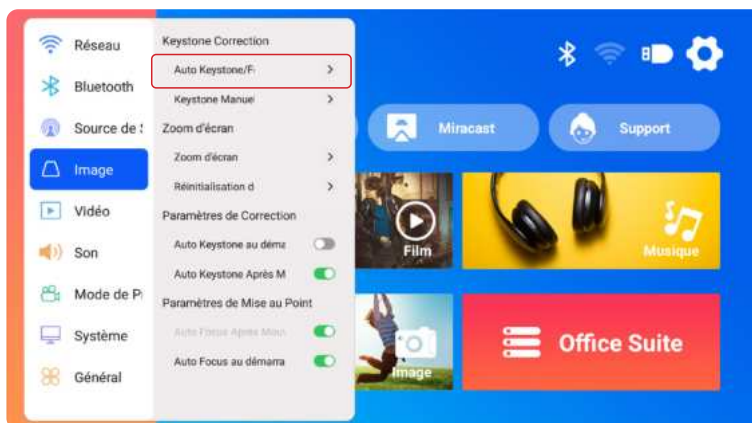 Réseau
Bluetooth
Source de S
Image
Vidéo
Son
Mode de P
Système
Général
Keystone Correction
Auto Keystone/F
Keystone Manuel
Zoom d'écran
Zoom d'écran
Réinitialisation d
Paramètres de Correction
Auto Keystone au déma
Auto Keystone Après M
Paramètres de Mise au Point
Auto Focus Après Mouv
Auto Focus au démarra
Miracast
Support
Film
Musique
Image
Office Suite